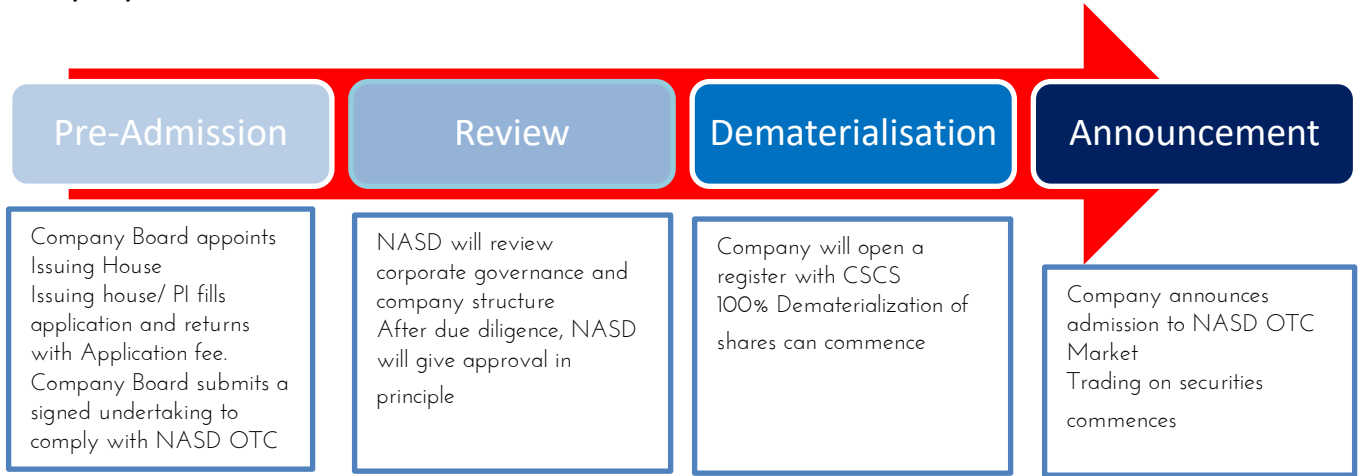 Pre-Admission
Review
Dematerialisation
Announcement
Company Board appoints
Issuing House
Issuing house/ PI fills
application and returns
with Application fee.
Company Board submits a
signed undertaking to
comply with NASD OTC
NASD will review
corporate governance and
company structure
After due diligence, NASD
will give approval in
principle
Company will open a
register with CSCS
100% Dematerialization of
shares can commence
Company announces
admission to NASD OTC
Market
Trading on securities
commences